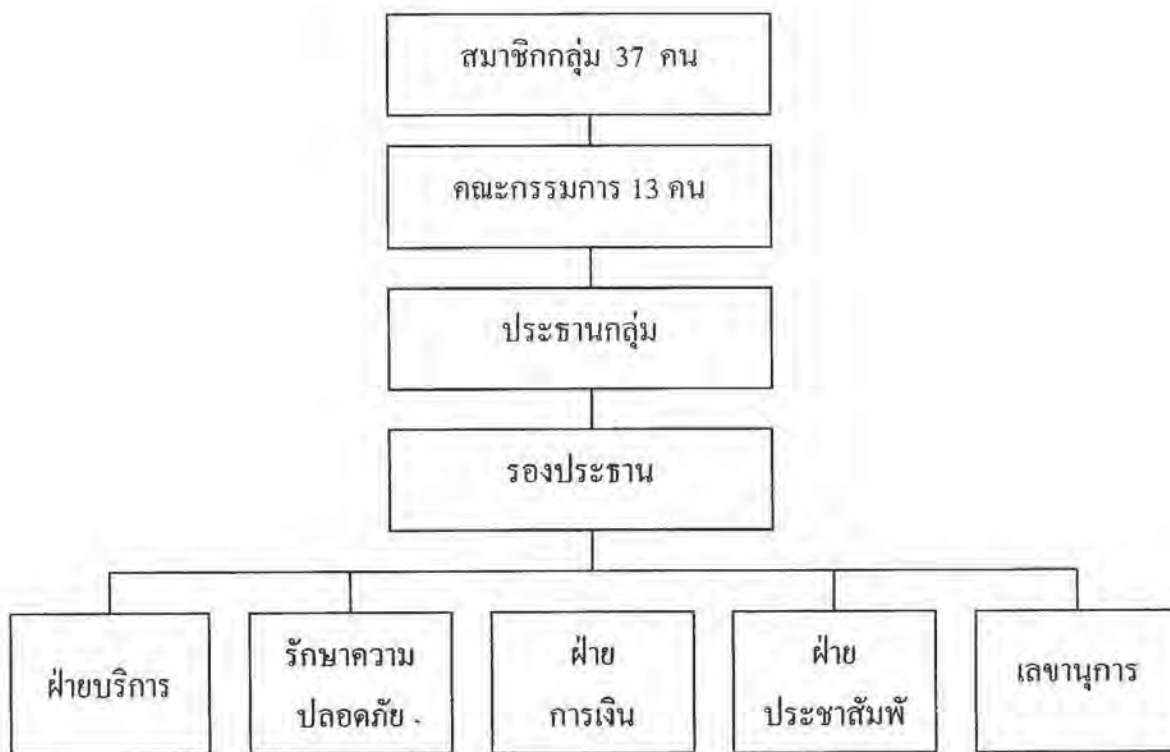 สมาชิกกลุ่ม 37 คน
คณะกรรมการ 13 คน
ประธานกลุ่ม
รองประธาน
ฝ่ายบริการ
รักษาความ
ปลอดภัย
ฝ่าย
การเงิน
ฝ่าย
ประชาสัมพั
เลขานุการ